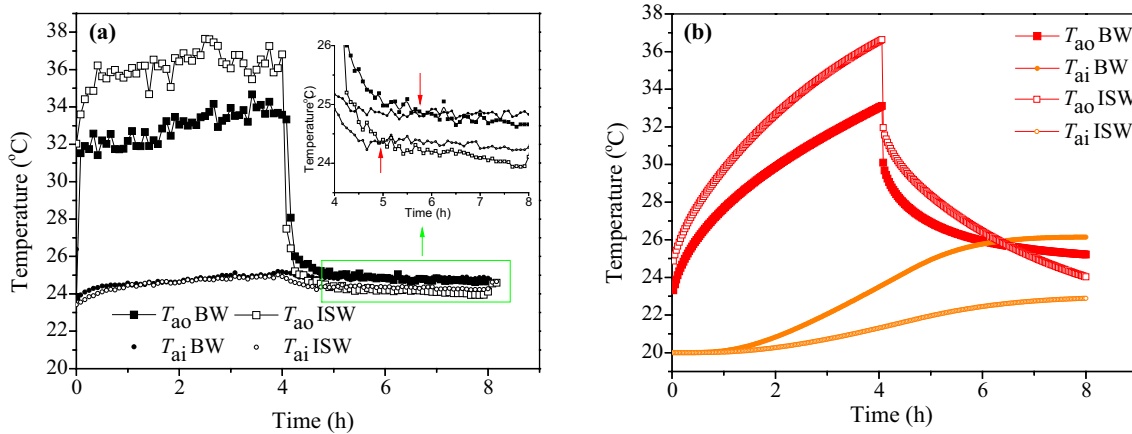 (a)
38
36
34
32
30
28
26
24
22
20
Temperature (°C)
0 2 4 6 8
Time (h)
T_ao BW T_ao ISW
T_ai BW T_ai ISW
26
25
24
Temperature(°C)
4 5 6 7 8
Time (h)
(b)
38
36
34
32
30
28
26
24
22
20
18
Temperature (°C)
0 2 4 6 8
Time (h)
T_ao BW
T_ai BW
T_ao ISW
T_ai ISW